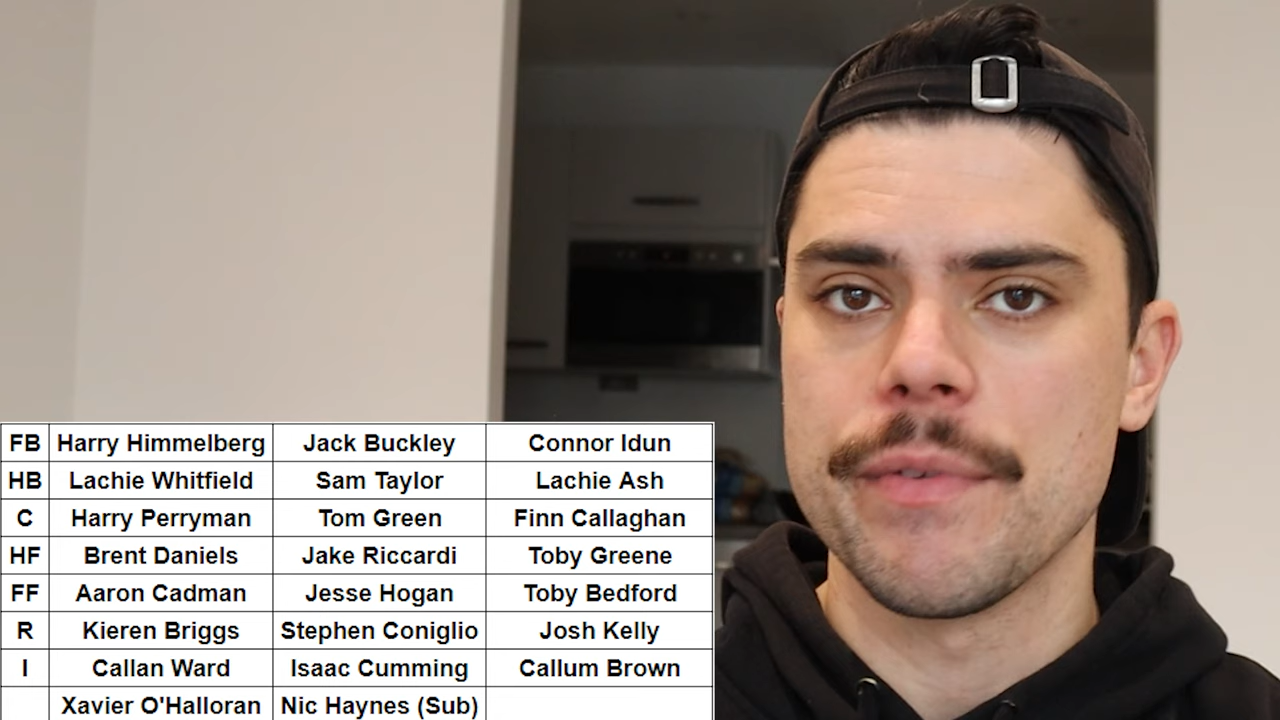 FB Harry Himmelberg Jack Buckley Connor Idun
HB Lachie Whitfield Sam Taylor Lachie Ash
C Harry Perryman Tom Green Finn Callaghan
HF Brent Daniels Jake Riccardi Toby Greene
FF Aaron Cadman Jesse Hogan Toby Bedford
R Kieren Briggs Stephen Coniglio Josh Kelly
I Callan Ward Isaac Cumming Callum Brown
Xavier O'Halloran Nic Haynes (Sub)